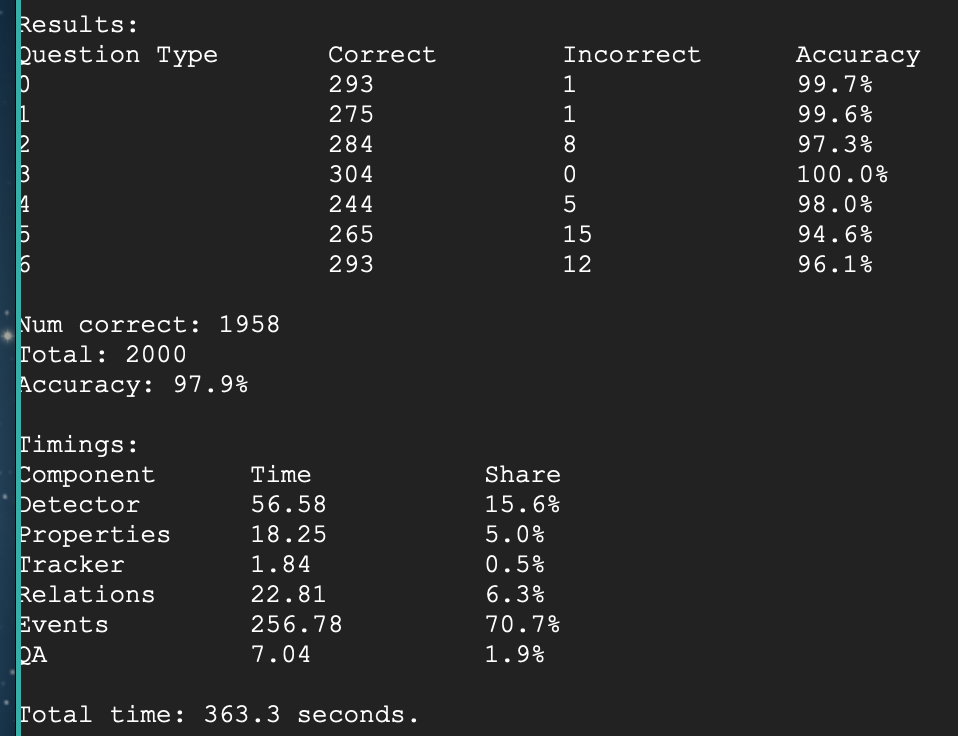 Results:
Question Type Correct Incorrect Accuracy
0 293 1 99.7%
1 275 1 99.6%
2 284 8 97.3%
3 304 0 100.0%
4 244 5 98.0%
5 265 15 94.6%
6 293 12 96.1%
Num correct: 1958
Total: 2000
Accuracy: 97.9%
Timings:
Component Time Share
Detector 56.58 15.6%
Properties 18.25 5.0%
Tracker 1.84 0.5%
Relations 22.81 6.3%
Events 256.78 70.7%
QA 7.04 1.9%
Total time: 363.3 seconds.